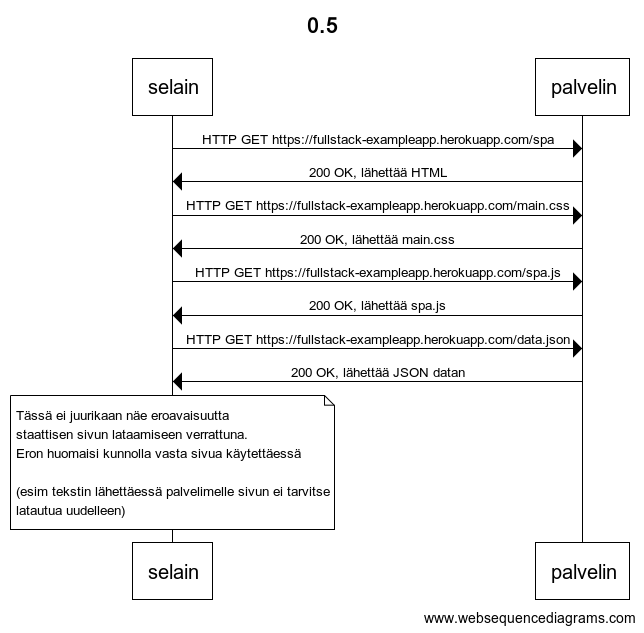 0.5
selain
palvelin
HTTP GET https://fullstack-exampleapp.herokuapp.com/spa
200 OK, lähettää HTML
HTTP GET https://fullstack-exampleapp.herokuapp.com/main.css
200 OK, lähettää main.css
HTTP GET https://fullstack-exampleapp.herokuapp.com/spa.js
200 OK, lähettää spa.js
HTTP GET https://fullstack-exampleapp.herokuapp.com/data.json
200 OK, lähettää JSON datan
Tässä ei juurikaan näe eroavaisuutta
staattisen sivun lataamiseen verrattuna.
Eron huomaisi kunnolla vasta sivua käytettäessä
(esim tekstin lähettäessä palvelimelle sivun ei tarvitse
latautua uudelleen)
selain
palvelin
www.websequencediagrams.com